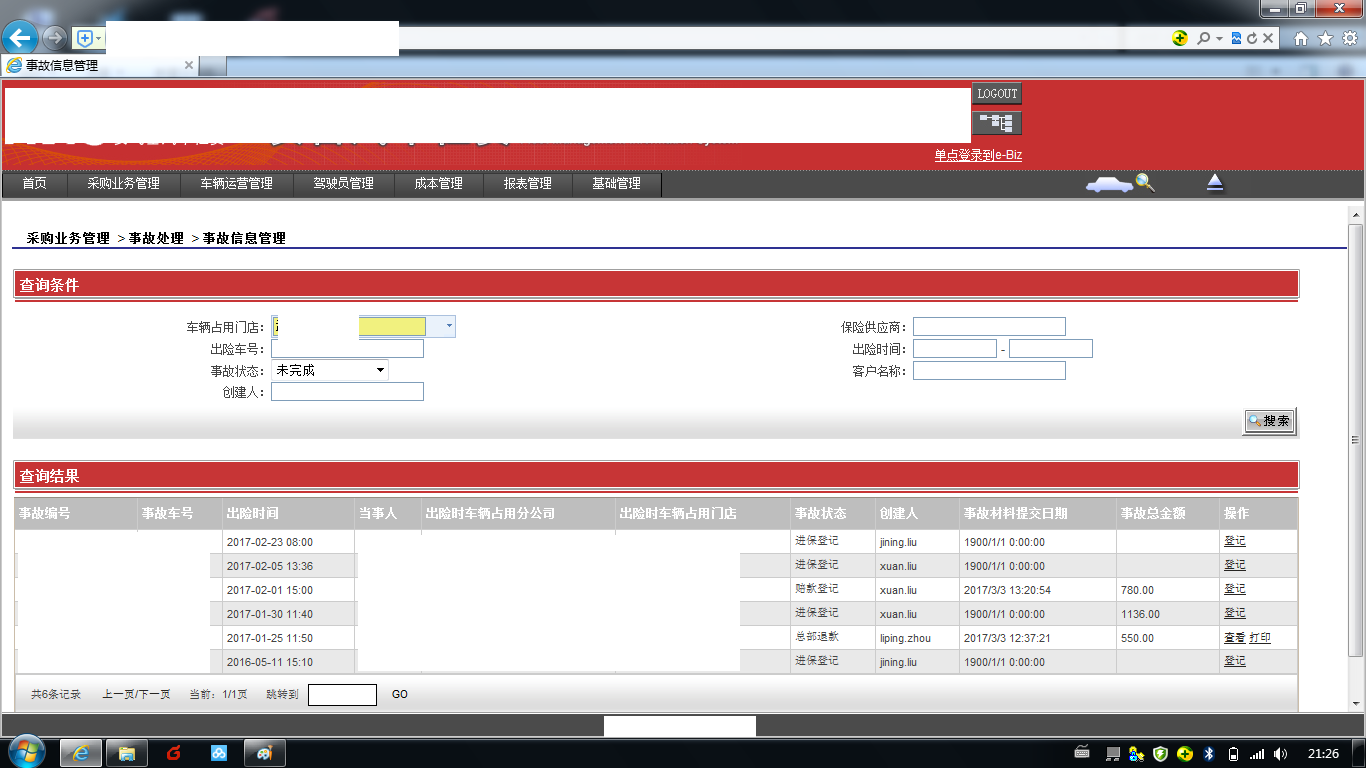 事故信息管理
LOGOUT
单点登录到e-Biz
首页 采购业务管理 车辆运营管理 驾驶员管理 成本管理 报表管理 基础管理
采购业务管理 >事故处理 >事故信息管理
查询条件
车辆占用门店: 保险供应商:
出险车号: 出险时间: -
事故状态: 未完成 客户名称:
创建人:
搜索
查询结果
事故编号 事故车号 出险时间 当事人 出险时车辆占用分公司 出险时车辆占用门店 事故状态 创建人 事故材料提交日期 事故总金额 操作
2017-02-23 08:00 进保登记 jining.liu 1900/1/1 0:00:00 登记
2017-02-05 13:36 进保登记 xuan.liu 1900/1/1 0:00:00 登记
2017-02-01 15:00 赔款登记 xuan.liu 2017/3/3 13:20:54 780.00 登记
2017-01-30 11:40 进保登记 xuan.liu 1900/1/1 0:00:00 1136.00 登记
2017-01-25 11:50 总部退款 liping.zhou 2017/3/3 12:37:21 550.00 查看 打印
2016-05-11 15:10 进保登记 jining.liu 1900/1/1 0:00:00 登记
共6条记录 上一页/下一页 当前: 1/1页 跳转到 GO
21:26